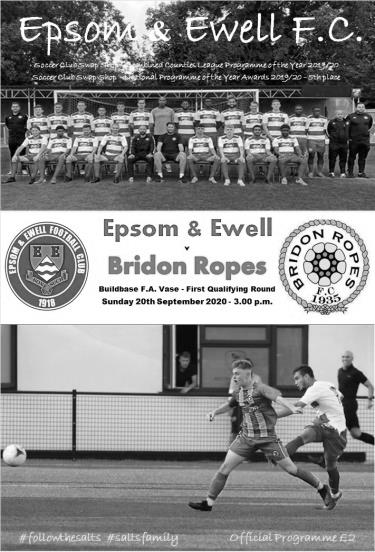 Epsom & Ewell F.C.
Soccer Club Swap Shop - Combined Counties League Programme of the Year 2019/20
Soccer Club Swap Shop - National Programme of the Year Awards 2019/20 - 5th place
Epsom & Ewell
v
Bridon Ropes
Buildbase F.A. Vase - First Qualifying Round
Sunday 20th September 2020 - 3.00 p.m.
EPSOM & EWELL FOOTBALL CLUB
E E
1918
BRIDON ROPES
F.C
1935
#followthesalts #saltsfamily
Official Programme £2